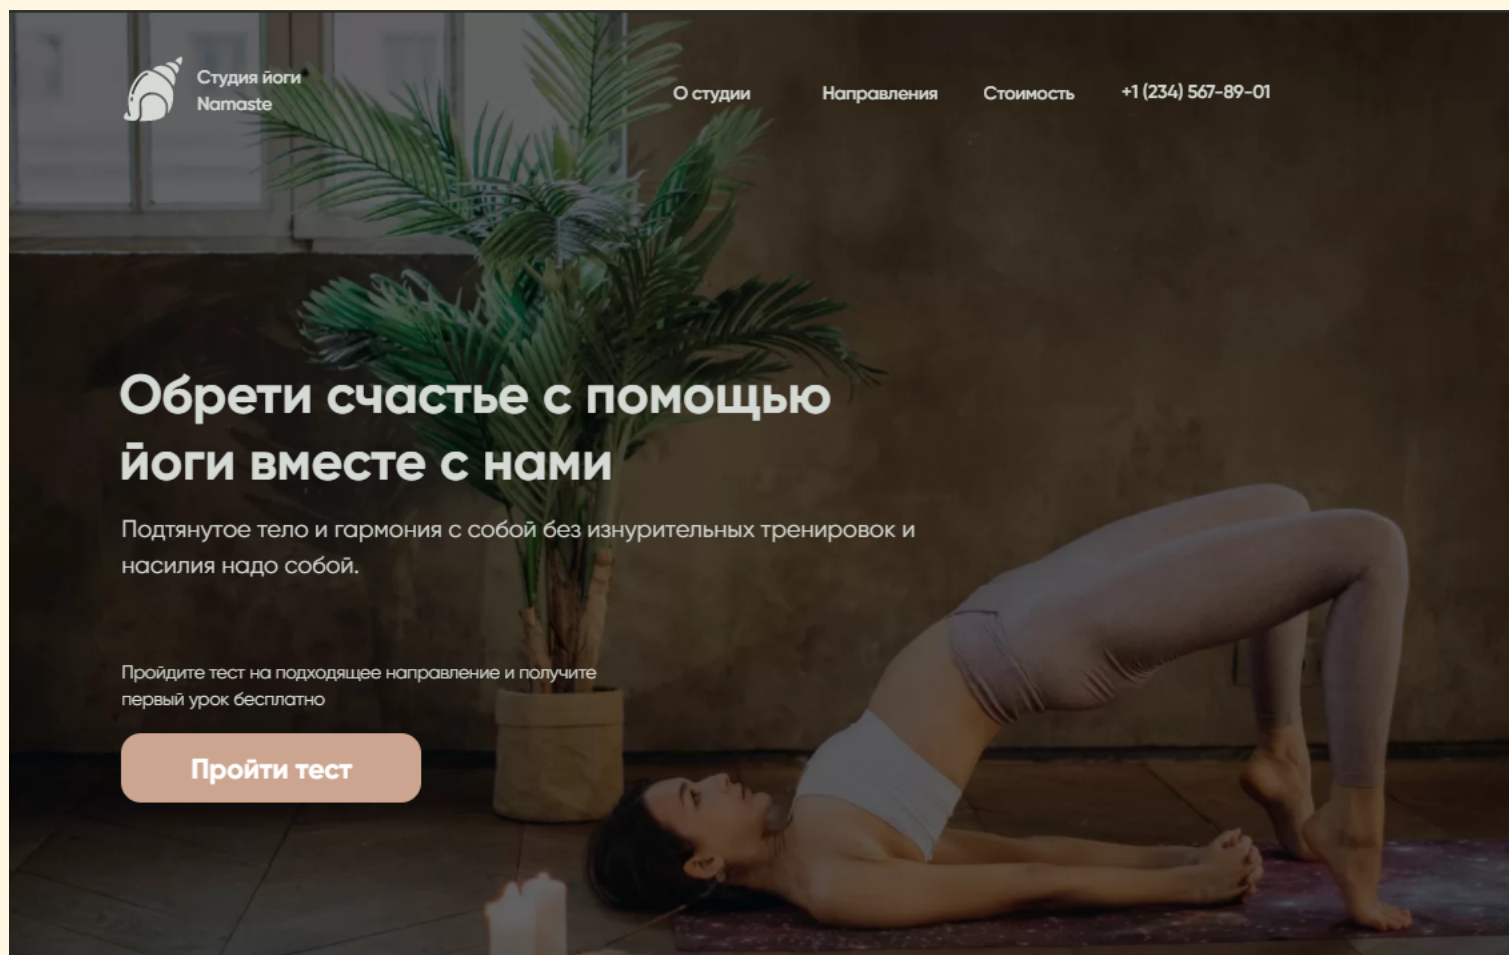 Студия йоги
Namaste
О студии
Направления
Стоимость
+1 (234) 567-89-01
Обрети счастье с помощью
йоги вместе с нами
Подтянутое тело и гармония с собой без изнурительных тренировок и
насилия надо собой.
Пройдите тест на подходящее направление и получите
первый урок бесплатно
Пройти тест